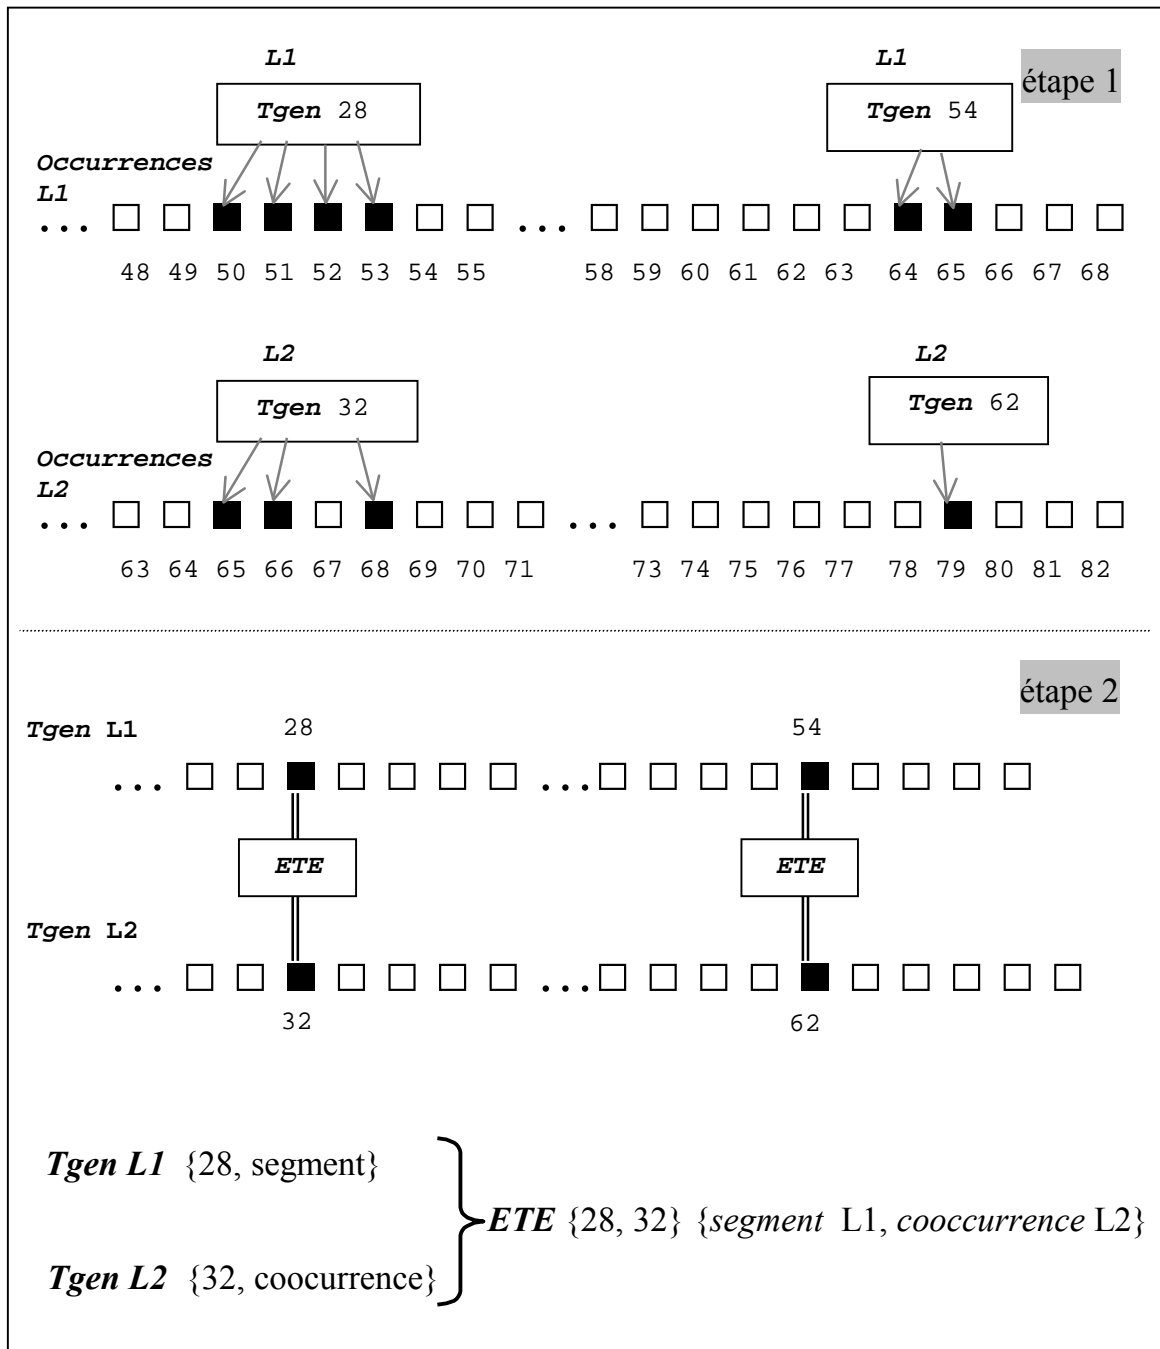 L1 L1
étape 1
Tgen 28 Tgen 54
Occurrences
L1
... ...
48 49 50 51 52 53 54 55 58 59 60 61 62 63 64 65 66 67 68
L2 L2
Tgen 32 Tgen 62
Occurrences
L2
... ...
63 64 65 66 67 68 69 70 71 73 74 75 76 77 78 79 80 81 82
étape 2
Tgen L1 28 54
... ...
ETE ETE
Tgen L2
... ...
32 62
Tgen L1 {28, segment}
ETE {28, 32} {segment L1, cooccurrence L2}
Tgen L2 {32, coocurrence}